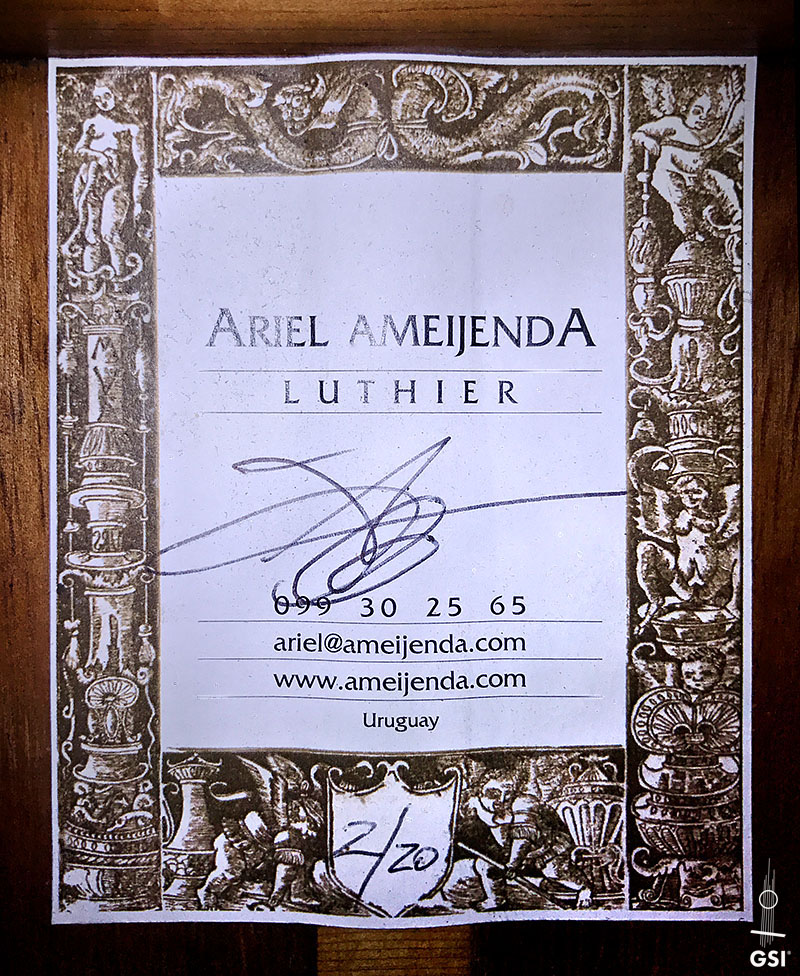 ARIEL AMEIJENDA
LUTHIER
099 30 25 65
ariel@ameijenda.com
www.ameijenda.com
Uruguay
2/20
GSI®